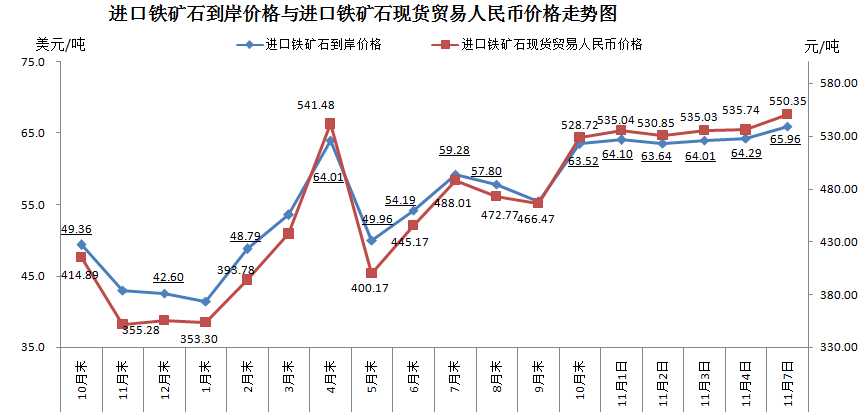 进口铁矿石到岸价格与进口铁矿石现货贸易人民币价格走势图
美元/吨
元/吨
进口铁矿石到岸价格
进口铁矿石现货贸易人民币价格
75.0
65.0
55.0
45.0
35.0
580.00
530.00
480.00
430.00
380.00
330.00
49.36
42.60
48.79
64.01
49.96
54.19
59.28
57.80
63.52
64.10
63.64
64.01
64.29
65.96
414.89
355.28
353.30
393.78
541.48
400.17
445.17
488.01
472.77
466.47
528.72
535.04
530.85
535.03
535.74
550.35
10月末
11月末
12月末
1月末
2月末
3月末
4月末
5月末
6月末
7月末
8月末
9月末
10月末
11月1日
11月2日
11月3日
11月4日
11月7日